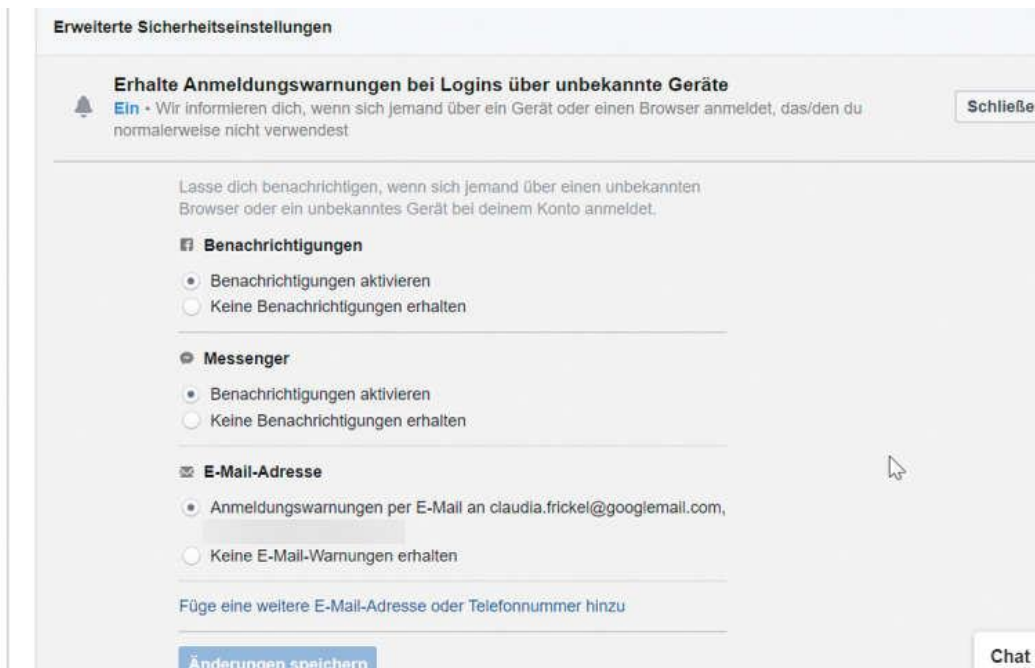 Erweiterte Sicherheitseinstellungen
Erhalte Anmeldungswarnungen bei Logins über unbekannte Geräte
Ein · Wir informieren dich, wenn sich jemand über ein Gerät oder einen Browser anmeldet, das/den du
normalerweise nicht verwendest
Schließe
Lasse dich benachrichtigen, wenn sich jemand über einen unbekannten
Browser oder ein unbekanntes Gerät bei deinem Konto anmeldet.
Benachrichtigungen
Benachrichtigungen aktivieren
Keine Benachrichtigungen erhalten
Messenger
Benachrichtigungen aktivieren
Keine Benachrichtigungen erhalten
E-Mail-Adresse
Anmeldungswarnungen per E-Mail an claudia.frickel@googlemail.com,
Keine E-Mail-Warnungen erhalten
Füge eine weitere E-Mail-Adresse oder Telefonnummer hinzu
Änderungen speichern
Chat